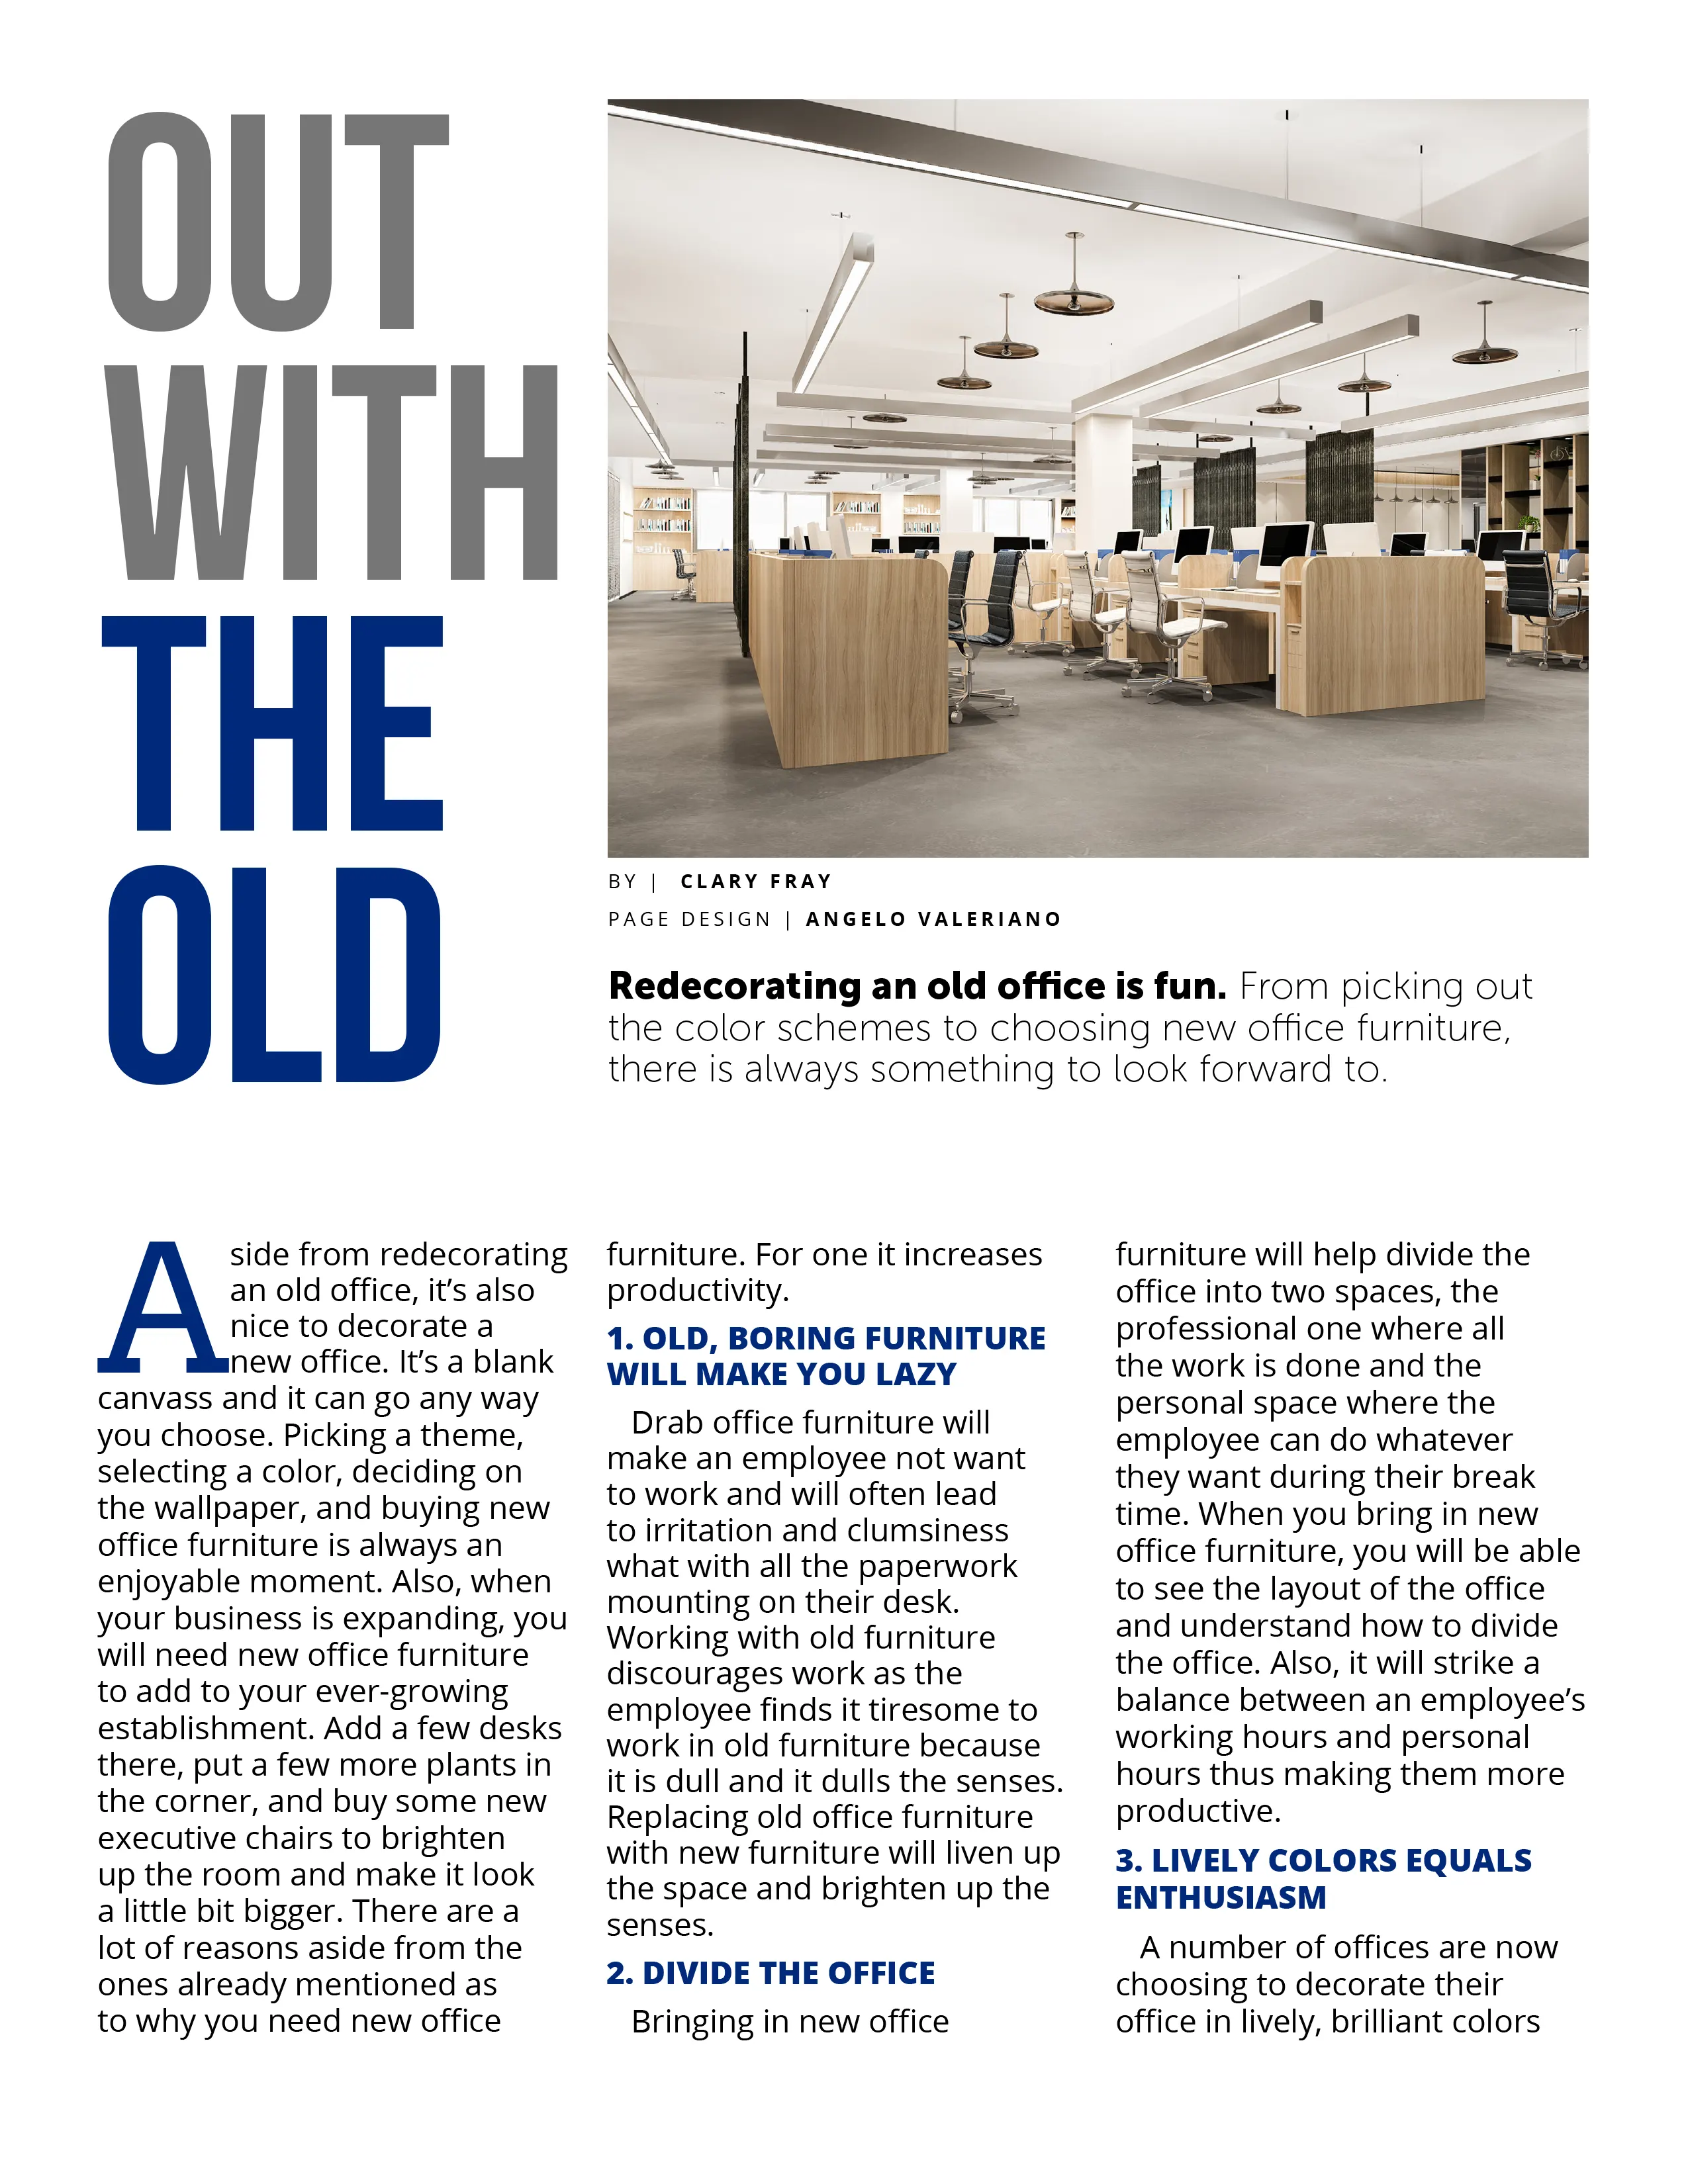 OUT
WITH
THE
OLD
BY | CLARY FRAY
PAGE DESIGN | ANGELO VALERIANO
Redecorating an old office is fun. From picking out
the color schemes to choosing new office furniture,
there is always something to look forward to.
Aside from redecorating
an old office, it’s also
nice to decorate a
new office. It’s a blank
canvass and it can go any way
you choose. Picking a theme,
selecting a color, deciding on
the wallpaper, and buying new
office furniture is always an
enjoyable moment. Also, when
your business is expanding, you
will need new office furniture
to add to your ever-growing
establishment. Add a few desks
there, put a few more plants in
the corner, and buy some new
executive chairs to brighten
up the room and make it look
a little bit bigger. There are a
lot of reasons aside from the
ones already mentioned as
to why you need new office
furniture. For one it increases
productivity.
1. OLD, BORING FURNITURE
WILL MAKE YOU LAZY
Drab office furniture will
make an employee not want
to work and will often lead
to irritation and clumsiness
what with all the paperwork
mounting on their desk.
Working with old furniture
discourages work as the
employee finds it tiresome to
work in old furniture because
it is dull and it dulls the senses.
Replacing old office furniture
with new furniture will liven up
the space and brighten up the
senses.
2. DIVIDE THE OFFICE
Bringing in new office
furniture will help divide the
office into two spaces, the
professional one where all
the work is done and the
personal space where the
employee can do whatever
they want during their break
time. When you bring in new
office furniture, you will be able
to see the layout of the office
and understand how to divide
the office. Also, it will strike a
balance between an employee’s
working hours and personal
hours thus making them more
productive.
3. LIVELY COLORS EQUALS
ENTHUSIASM
A number of offices are now
choosing to decorate their
office in lively, brilliant colors